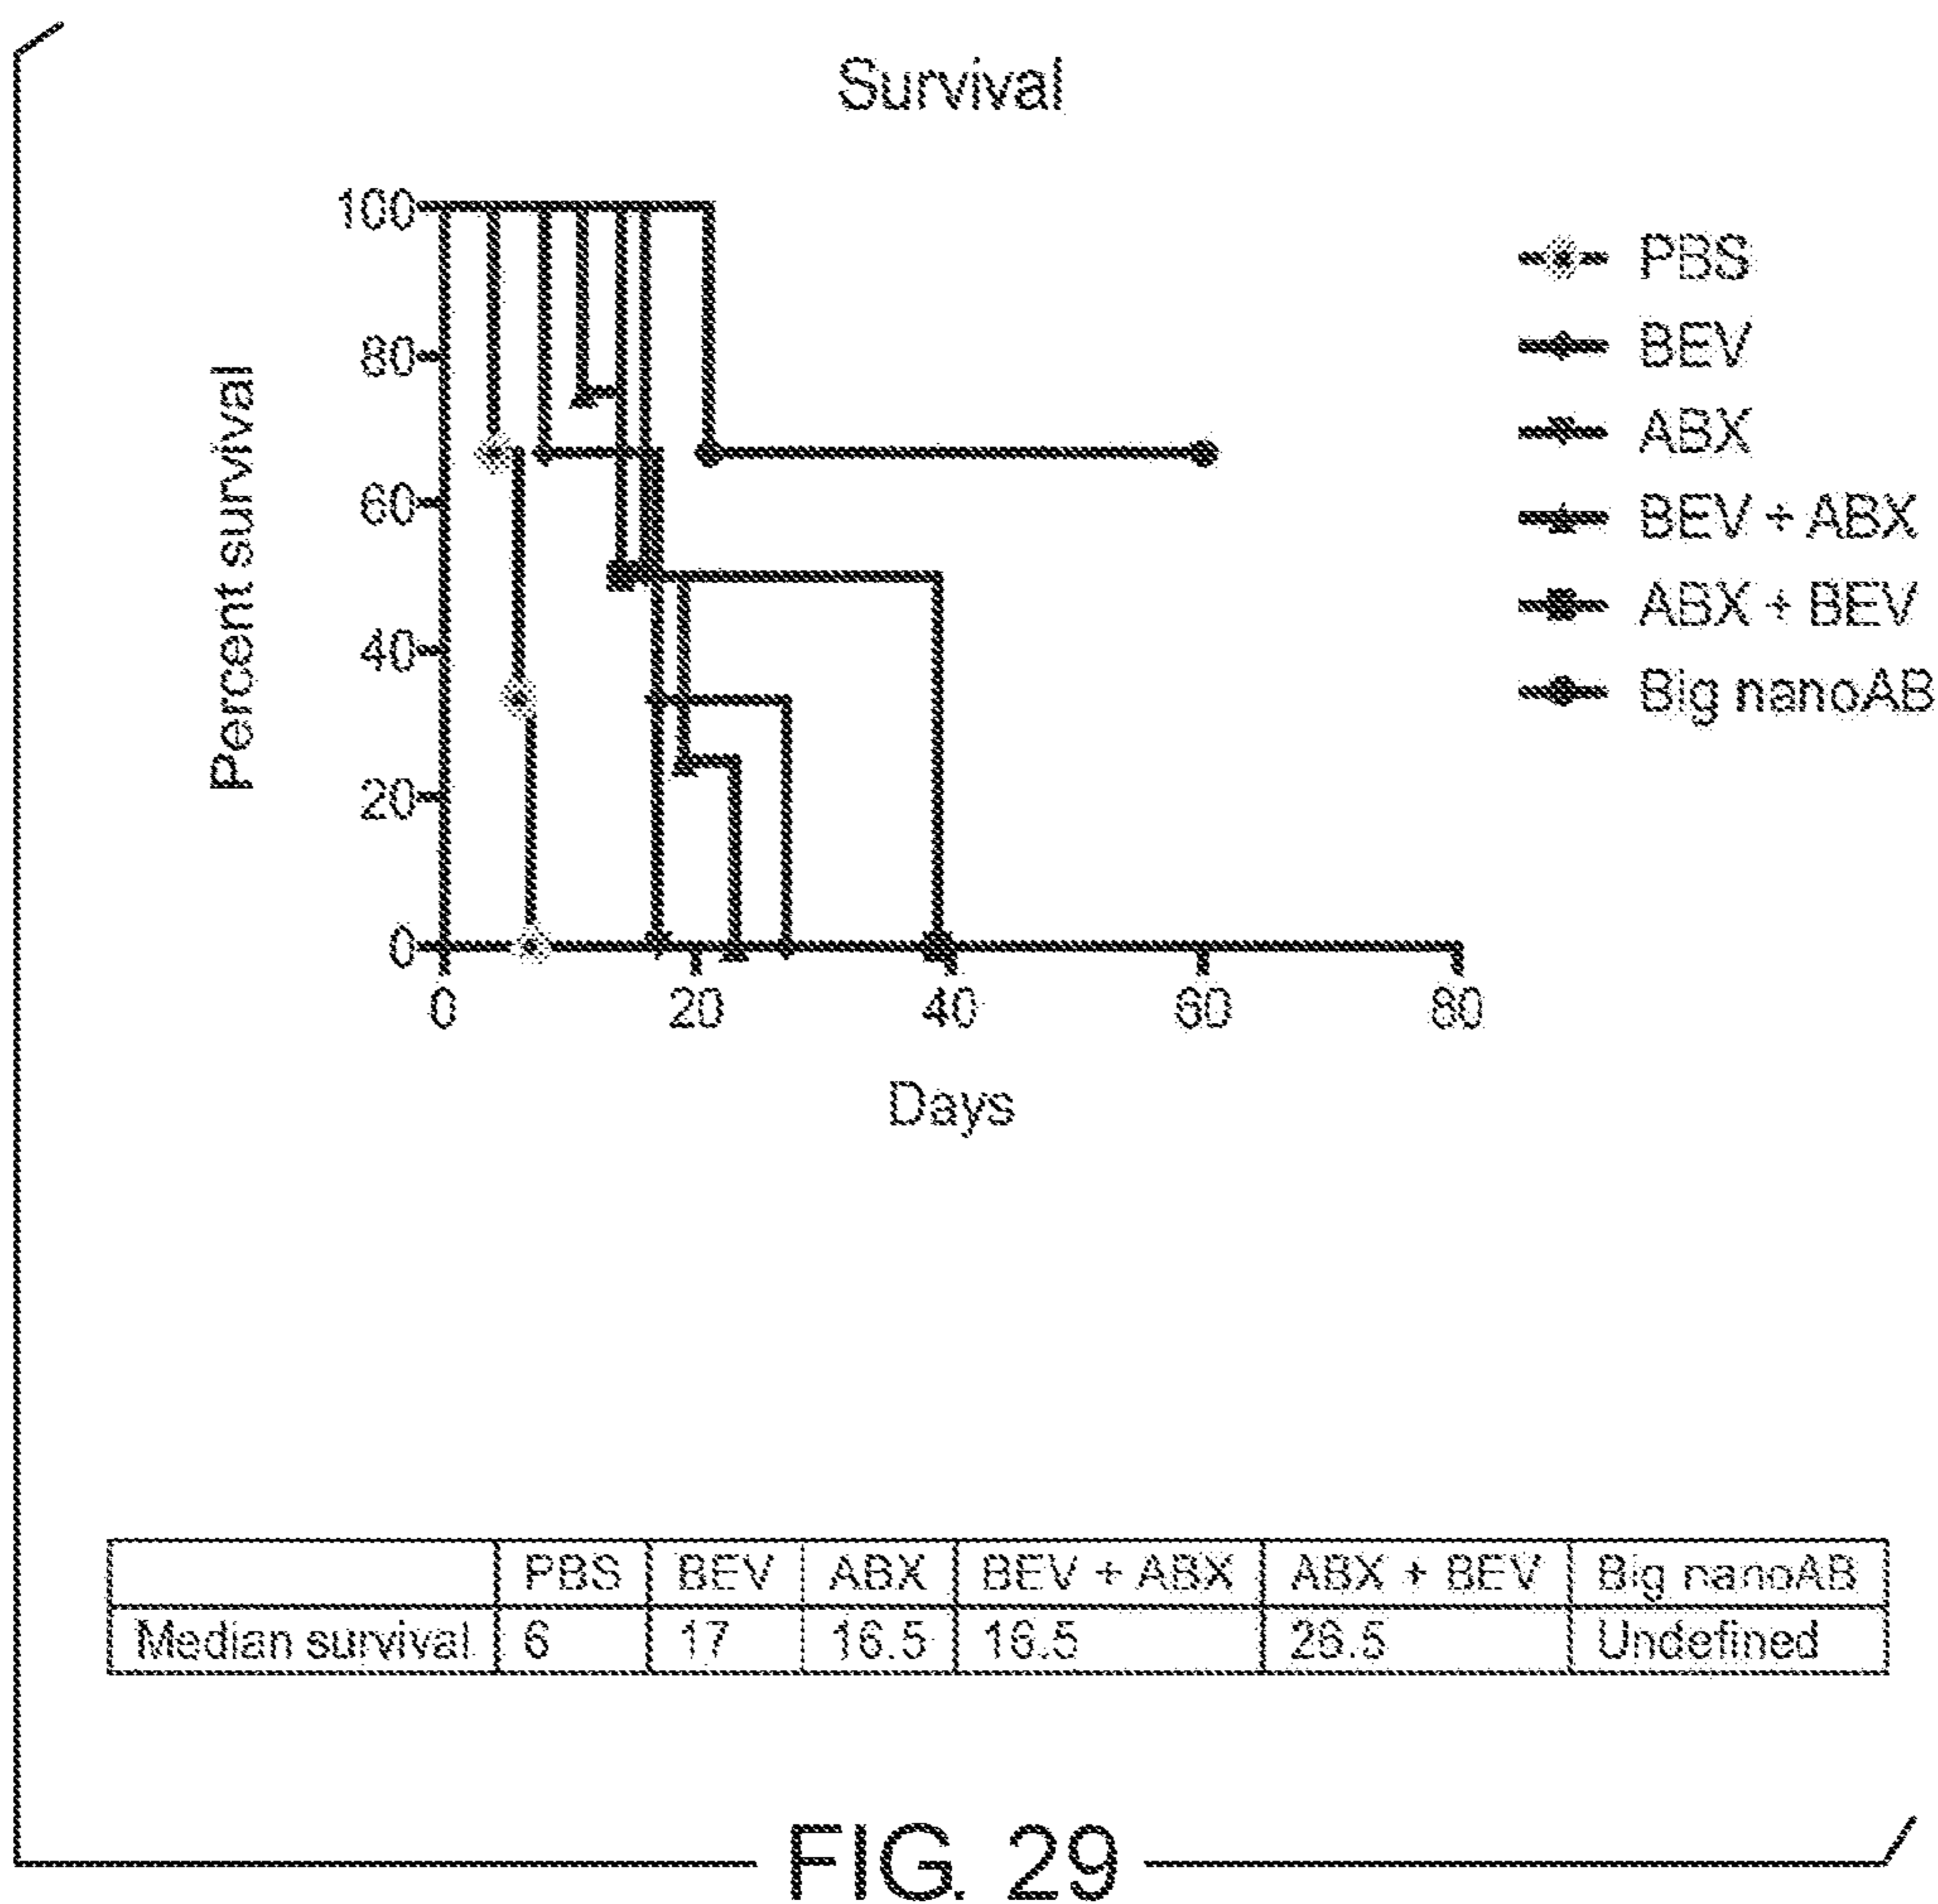 Survival
Percent survival
100
80
60
40
20
0
0 20 40 60 80
Days
PBS
BEV
ABX
BEV + ABX
ABX + BEV
Big nanoAB
PBS BEV ABX BEV + ABX ABX + BEV Big nanoAB
Median survival 6 17 16.5 16.5 26.5 Undefined
FIG. 29